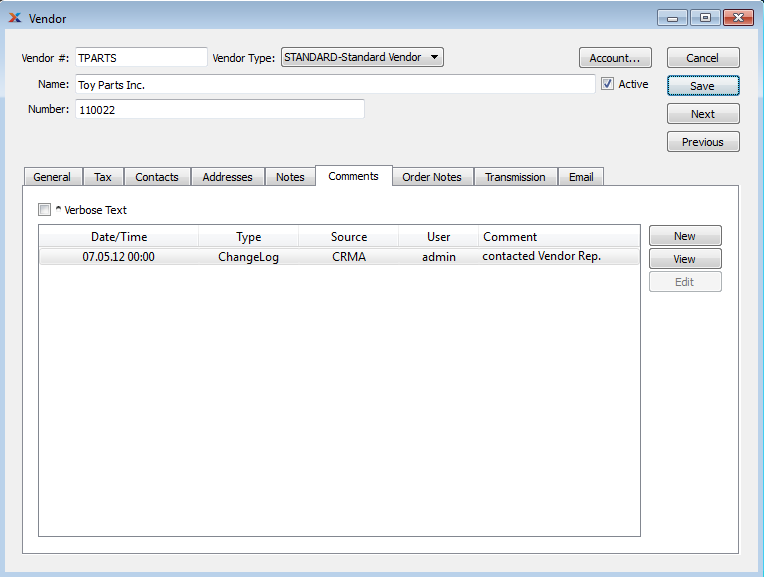 Vendor
Vendor #: TPARTS Vendor Type: STANDARD-Standard Vendor Account... Cancel
Name: Toy Parts Inc. Active Save
Number: 110022 Next
Previous
General Tax Contacts Addresses Notes Comments Order Notes Transmission Email
^ Verbose Text
Date/Time Type Source User Comment New
07.05.12 00:00 ChangeLog CRMA admin contacted Vendor Rep. View
Edit